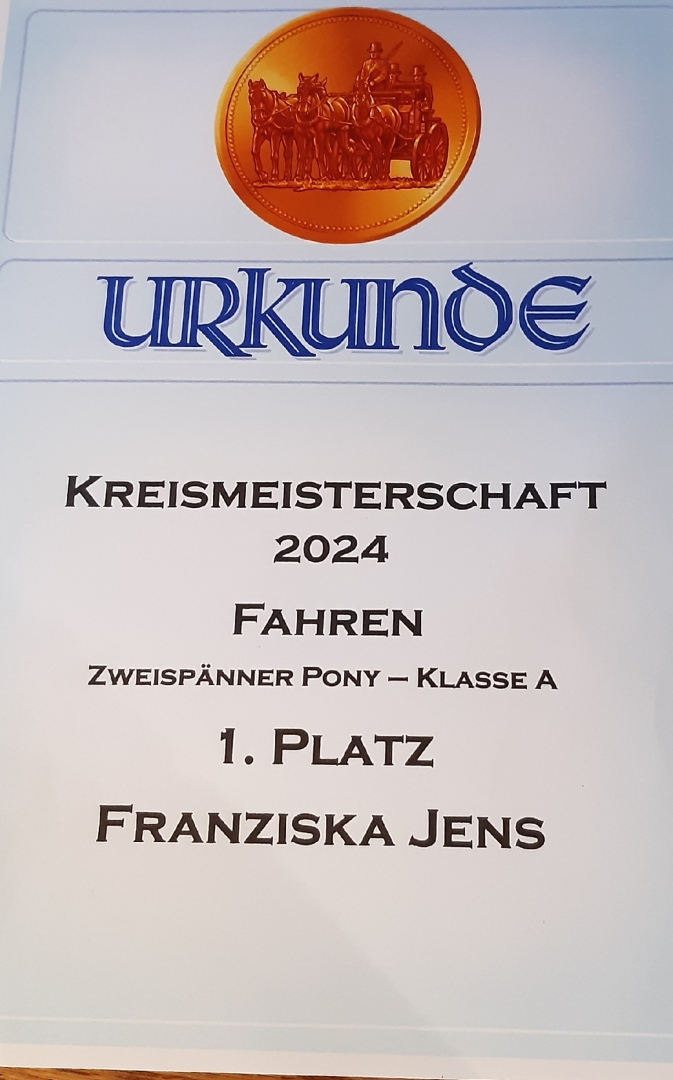 URKUNDE
KREISMEISTERSCHAFT
2024
FAHREN
ZWEISPÄNNER PONY – KLASSE A
1. PLATZ
FRANZISKA JENS